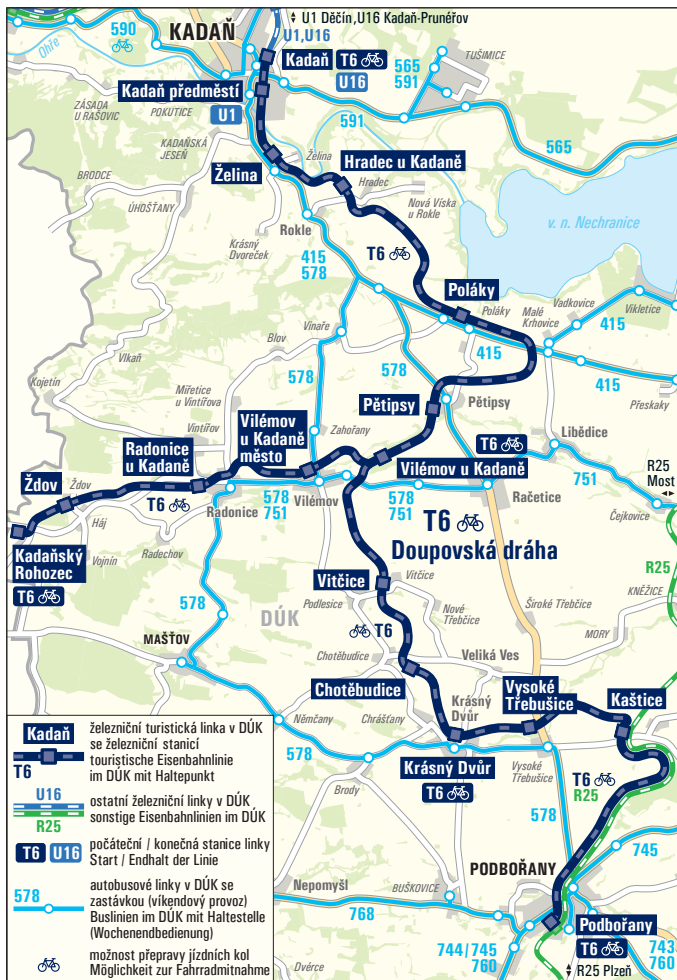 U1 Děčín,U16 Kadaň-Prunéřov
590
KADAŇ
U1,U16
Ohře
Kadaň
T6
U16
565
591
TUŠIMICE
Kadaň předměstí
U1
ZÁSADA
U RAŠOVIC
POKUTICE
591
565
KADAŇSKÁ
JESEŇ
Želina
Želina
Hradec u Kadaně
Hradec
BRODCE
ÚHOŠŤANY
Nová Víska
u Rokle
v. n. Nechranice
Rokle
Krásný
Dvoreček
T6
415
578
Poláky
Poláky
Vadkovice
Malé
Krhovice
Vikletice
415
Vinaře
Blov
415
Vlkaň
578
578
415
Kojetín
Přeskaky
Miřetice
u Vintířova
Pětipsy
Pětipsy
Vilémov
u Kadaně
město
Vintířov
Zahořany
T6
Libědice
Radonice
u Kadaně
Vilémov u Kadaně
R25
Most
Ždov
Ždov
T6
578
751
Vilémov
578
751
Račetice
751
Radonice
Háj
Čejkovice
Vojnín
Radechov
T6
Doupovská dráha
Kadaňský
Rohozec
T6
R25
Vitčice
Vitčice
KNĚŽICE
578
Podlesice
Nové
Třebčice
Široké Třebčice
DÚK
T6
MORY
MAŠŤOV
Chotěbudice
Veliká Ves
Chotěbudice
Krásný
Dvůr
Vysoké
Třebušice
Kaštice
Němčany
Chrášťany
Kadaň
T6
železniční turistická linka v DÚK
se železniční stanicí
touristische Eisenbahnlinie
im DÚK mit Haltepunkt
578
Krásný Dvůr
T6
Vysoké
Třebušice
T6
R25
Brody
578
U16
R25
ostatní železniční linky v DÚK
sonstige Eisenbahnlinien im DÚK
T6
U16
počáteční / konečná stanice linky
Start / Endhalt der Linie
745
PODBOŘANY
578
autobusové linky v DÚK se
zastávkou (víkendový provoz)
Buslinien im DÚK mit Haltestelle
(Wochenendbedienung)
Nepomyšl
BUŠKOVICE
768
Podbořany
T6
744/745
760
743
760
možnost přepravy jízdních kol
Möglichkeit zur Fahrradmitnahme
Dvérce
R25 Plzeň